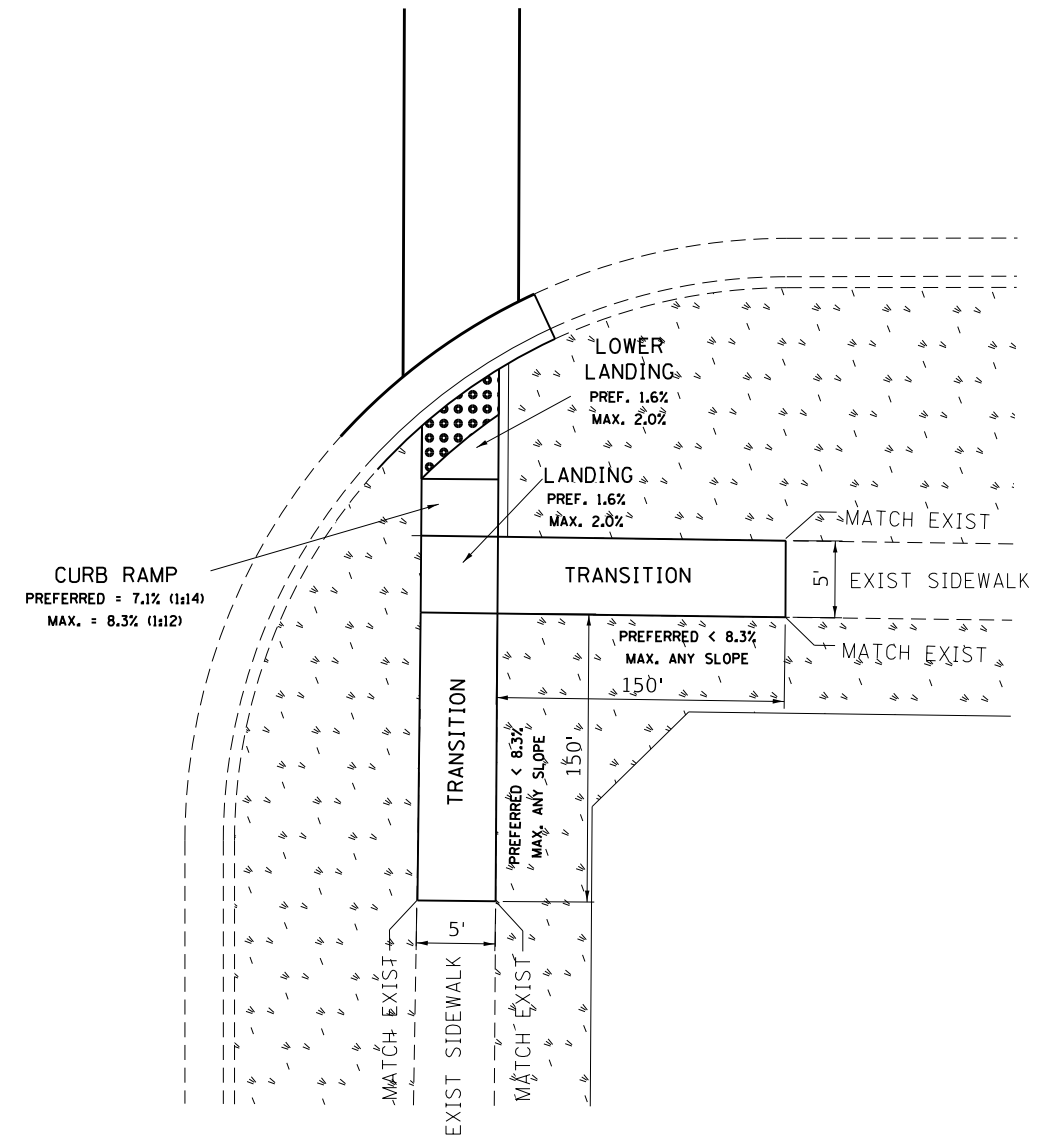 LOWER
LANDING
PREF. 1.6%
MAX. 2.0%
LANDING
PREF. 1.6%
MAX. 2.0%
MATCH EXIST
CURB RAMP
PREFERRED = 7.1% (1:14)
MAX. = 8.3% (1:12)
TRANSITION
5'
EXIST SIDEWALK
PREFERRED < 8.3%
MAX. ANY SLOPE
MATCH EXIST
150'
TRANSITION
PREFERRED < 8.3%
MAX. ANY SLOPE
150'
5'
MATCH EXIST
EXIST SIDEWALK
MATCH EXIST